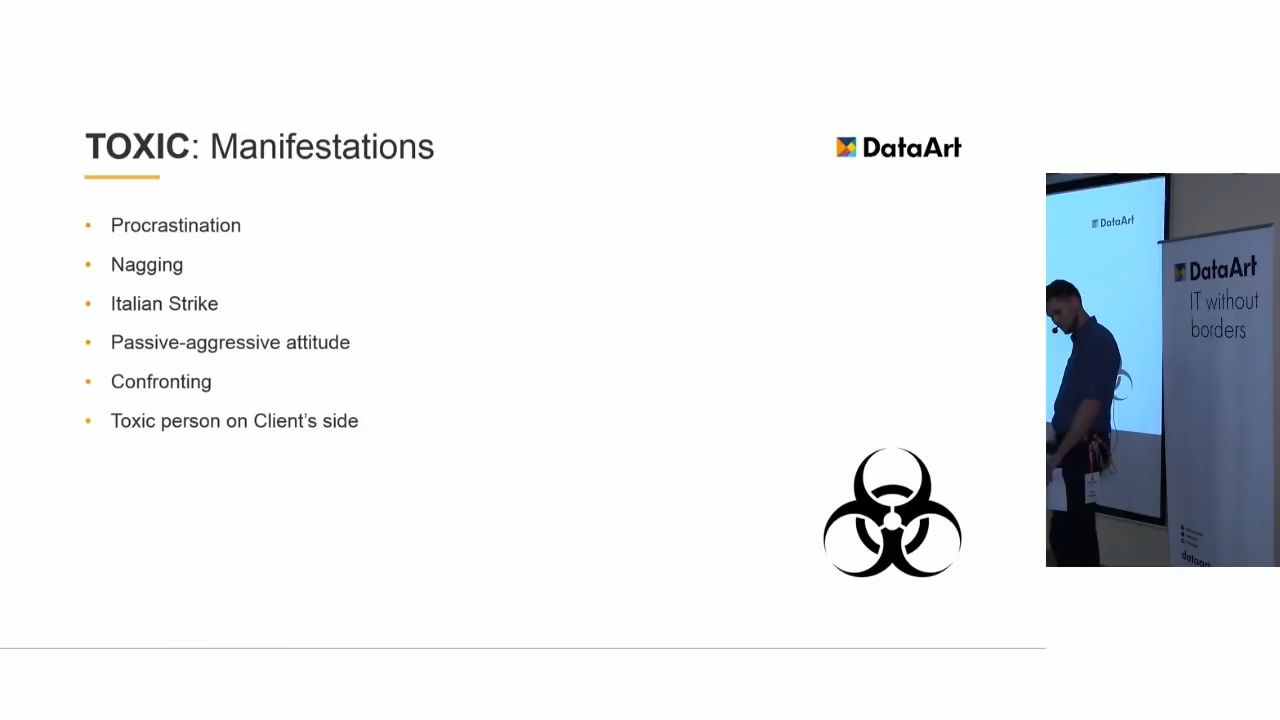 TOXIC: Manifestations
DataArt
• Procrastination
• Nagging
• Italian Strike
• Passive-aggressive attitude
• Confronting
• Toxic person on Client's side
DataArt
DataArt
IT without
borders
dataart